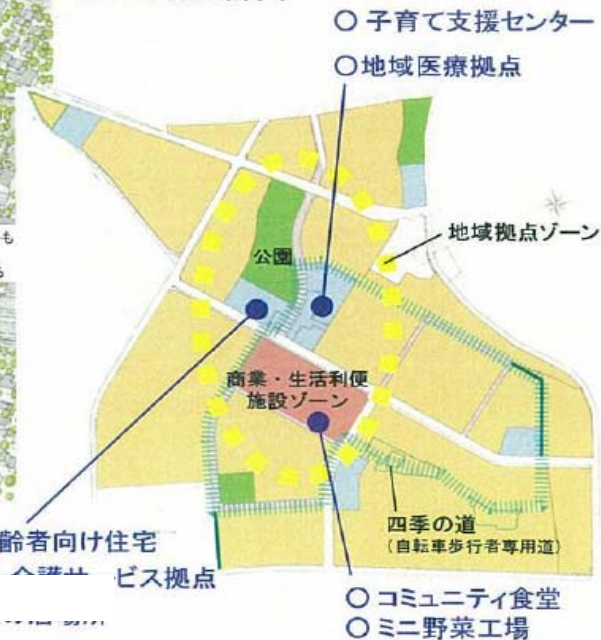 ○ 子育て支援センター
○ 地域医療拠点
地域拠点ゾーン
公園
商業・生活利便
施設ゾーン
齢者向け住宅
ビス拠点
四季の道
(自転車歩行者専用道)
○ コミュニティ食堂
○ ミニ野菜工場